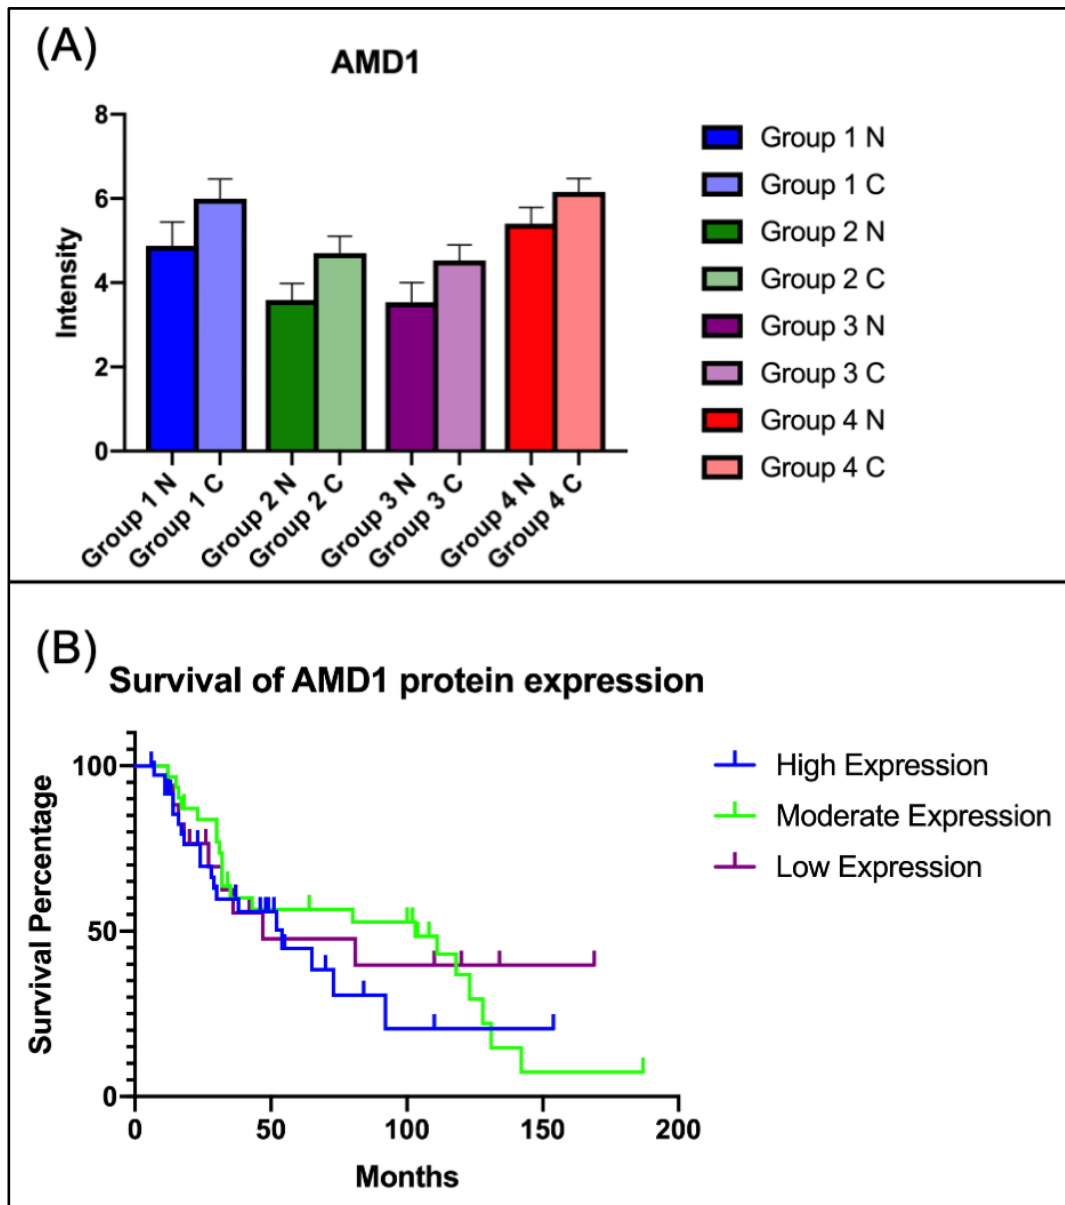 (A)
AMD1
Intensity
8
6
4
2
0
Group 1 N
Group 1 C
Group 2 N
Group 2 C
Group 3 N
Group 3 C
Group 4 N
Group 4 C
Group 1 N
Group 1 C
Group 2 N
Group 2 C
Group 3 N
Group 3 C
Group 4 N
Group 4 C
(B)
Survival of AMD1 protein expression
Survival Percentage
100
50
0
0 50 100 150 200
Months
High Expression
Moderate Expression
Low Expression